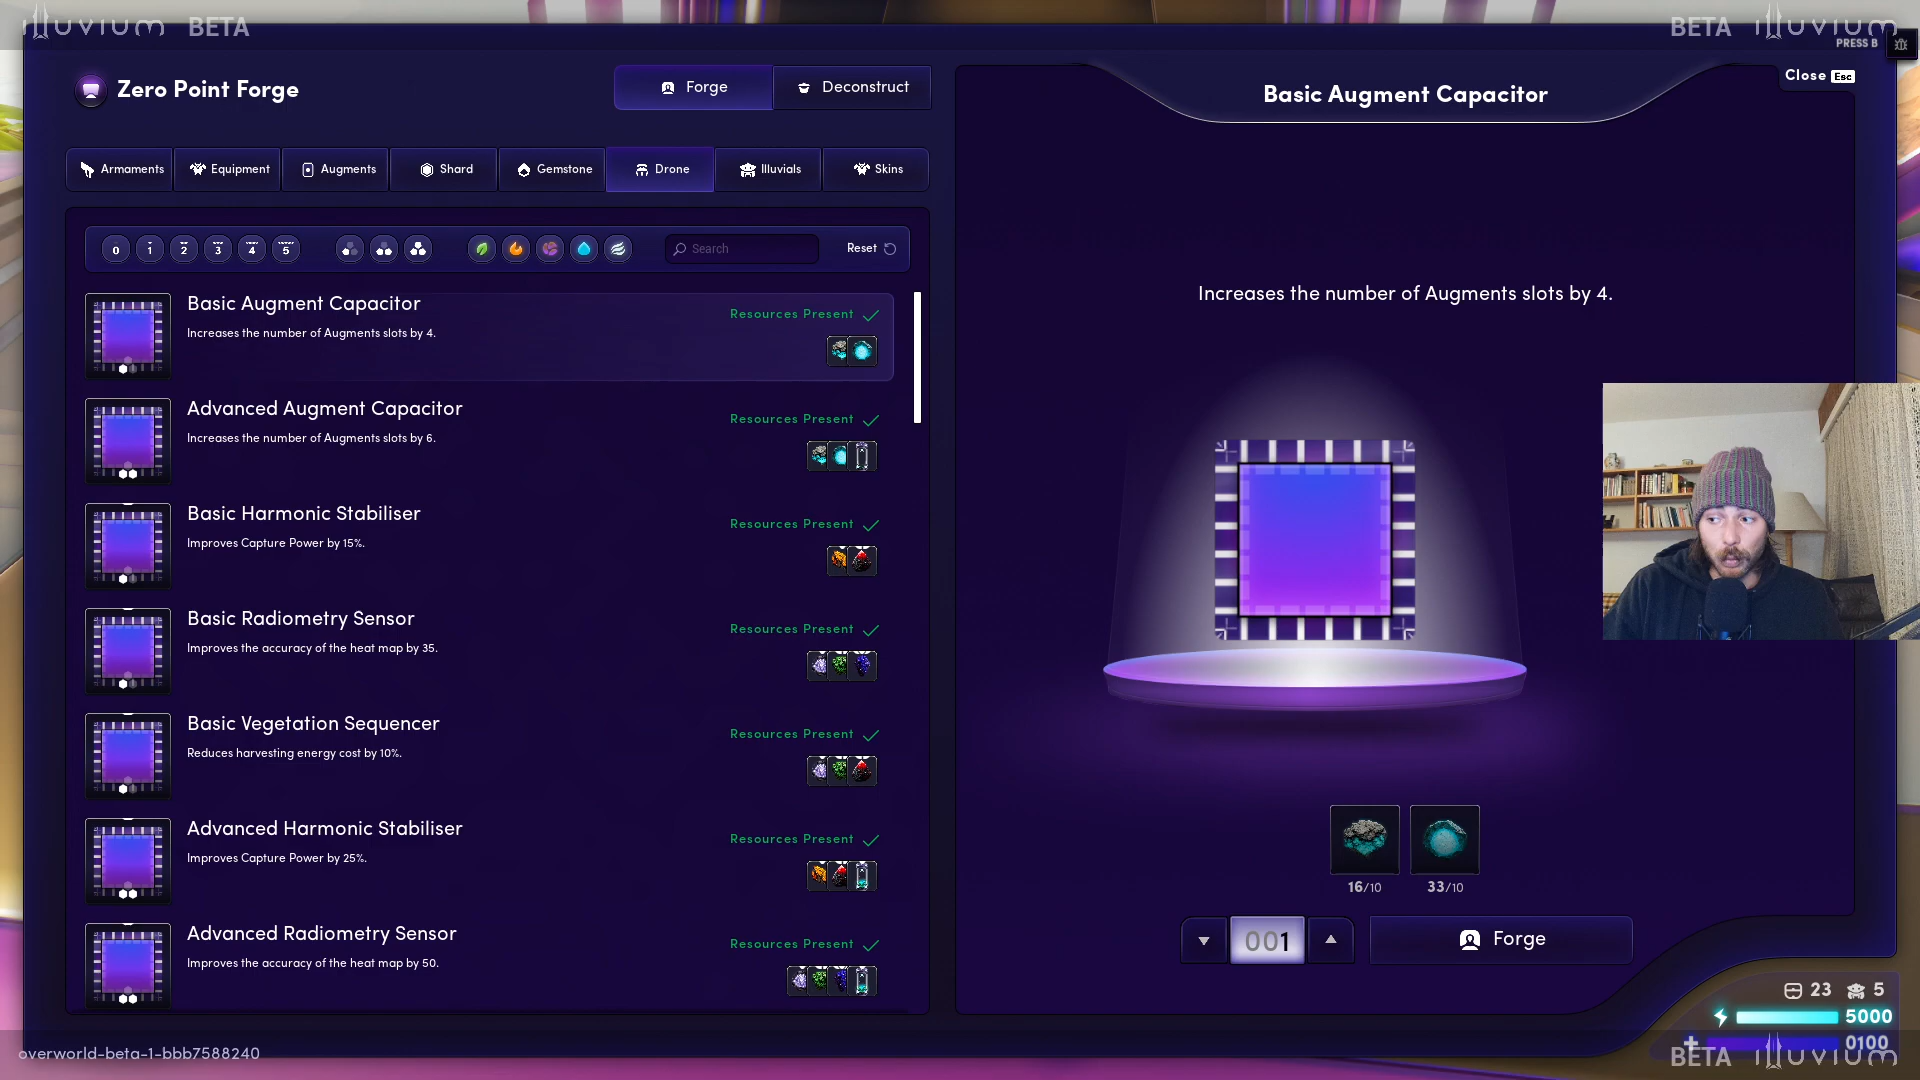 illuvium BETA
BETA illuvium
PRESS B
Close Esc
Zero Point Forge
Forge
Deconstruct
Basic Augment Capacitor
Armaments
Equipment
Augments
Shard
Gemstone
Drone
Illuvials
Skins
0 1 2 3 4 5
Search
Reset
Basic Augment Capacitor
Increases the number of Augments slots by 4.
Resources Present
Advanced Augment Capacitor
Increases the number of Augments slots by 6.
Resources Present
Basic Harmonic Stabiliser
Improves Capture Power by 15%.
Resources Present
Basic Radiometry Sensor
Improves the accuracy of the heat map by 35.
Resources Present
Basic Vegetation Sequencer
Reduces harvesting energy cost by 10%.
Resources Present
Advanced Harmonic Stabiliser
Improves Capture Power by 25%.
Resources Present
Advanced Radiometry Sensor
Improves the accuracy of the heat map by 50.
Resources Present
Increases the number of Augments slots by 4.
16/10
33/10
001
Forge
23 5
5000
0100
overworld-beta-1-bbb7588240
BETA illuvium